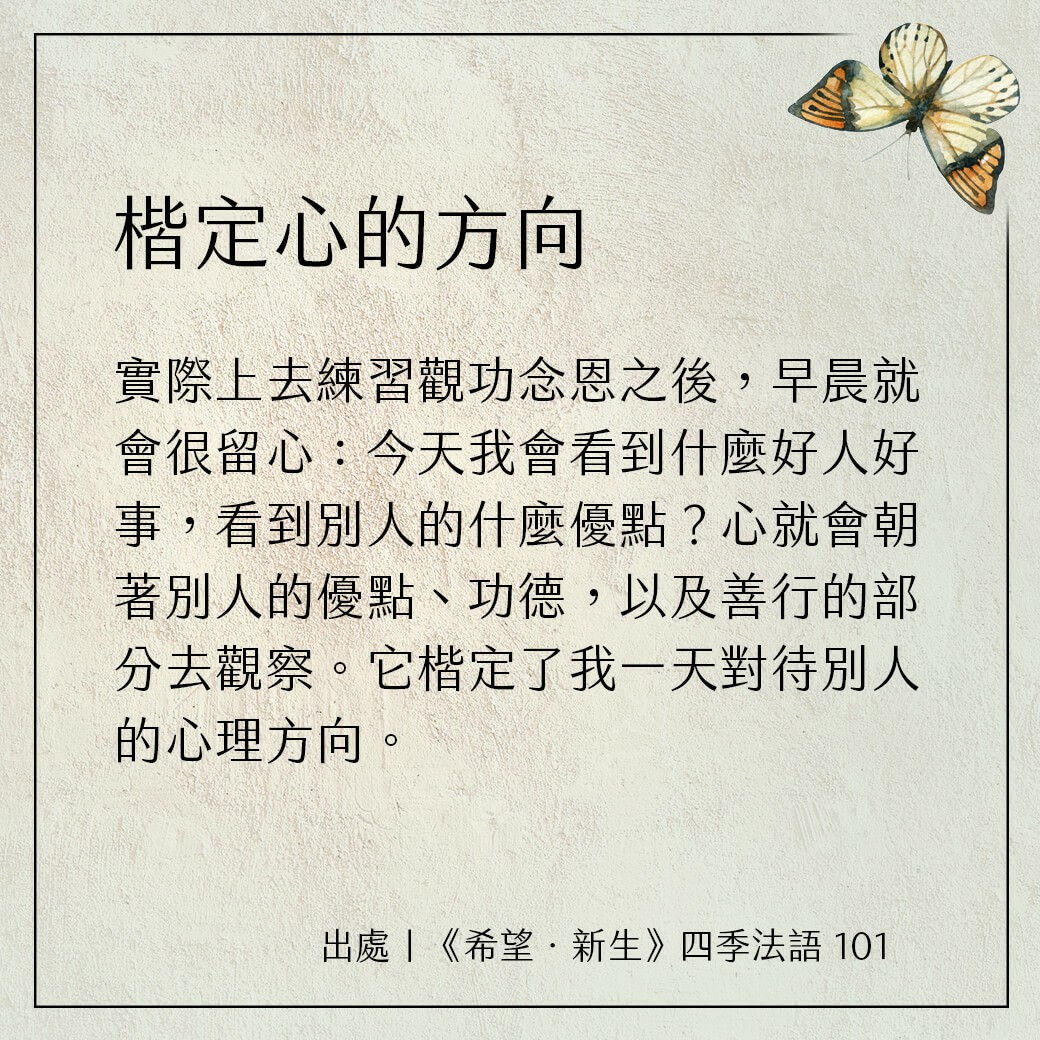 楷定心的方向
實際上去練習觀功念恩之後，早晨就
會很留心：今天我會看到什麼好人好
事，看到別人的什麼優點？心就會朝
著別人的優點、功德，以及善行的部
分去觀察。它楷定了我一天對待別人
的心理方向。
出處｜《希望．新生》四季法語 101